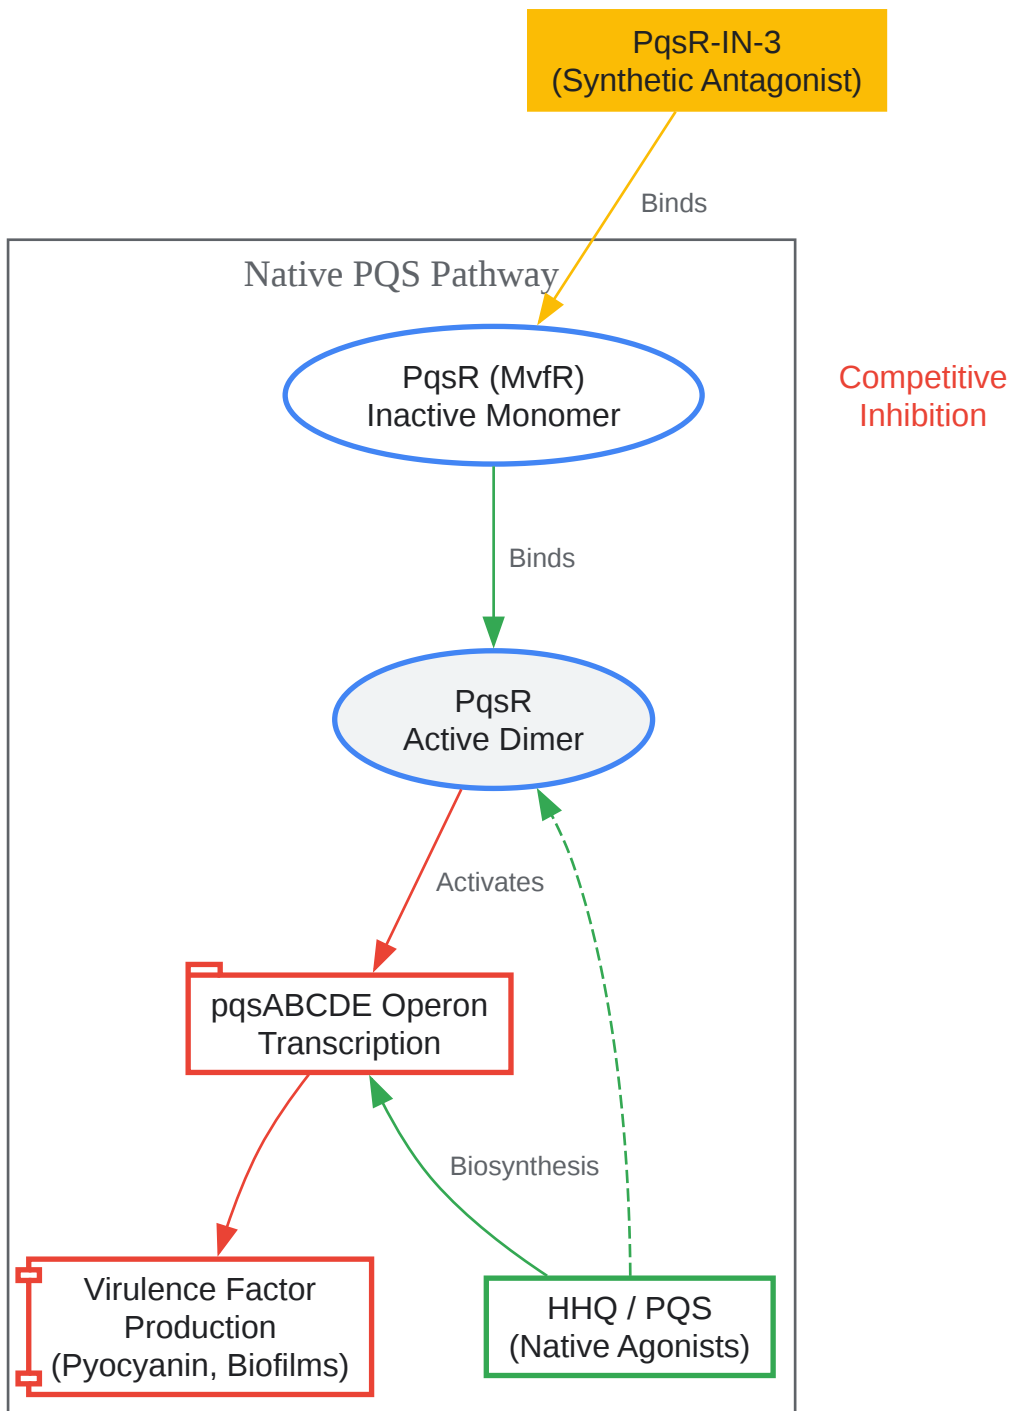 PqsR-IN-3
(Synthetic Antagonist)
Binds
Native PQS Pathway
PqsR (MvfR)
Inactive Monomer
Competitive
Inhibition
Binds
PqsR
Active Dimer
Activates
pqsABCDE Operon
Transcription
Biosynthesis
Virulence Factor
Production
(Pyocyanin, Biofilms)
HHQ / PQS
(Native Agonists)